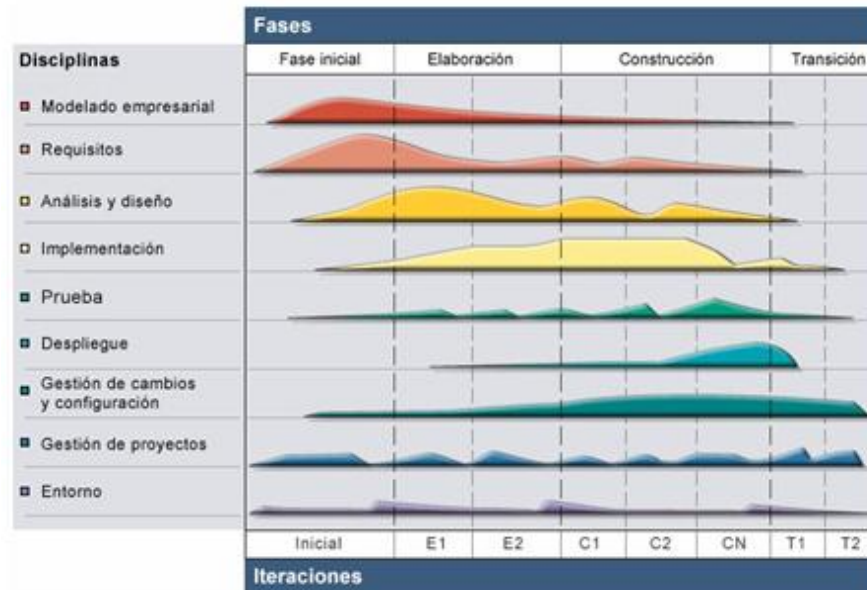 Fases
Disciplinas
Fase inicial Elaboración Construcción Transición
Modelado empresarial
Requisitos
Análisis y diseño
Implementación
Prueba
Despliegue
Gestión de cambios
y configuración
Gestión de proyectos
Entorno
Inicial E1 E2 C1 C2 CN T1 T2
Iteraciones